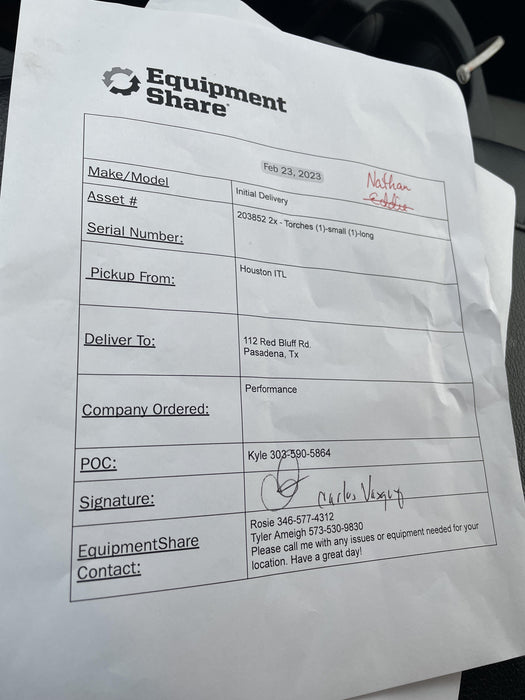 Equipment
Share
Feb 23, 2023
Nathan
Eddie
Make/Model
Initial Delivery
Asset #
203852 2x - Torches (1)-small (1)-long
Serial Number:
Pickup From:
Houston ITL
Deliver To:
112 Red Bluff Rd.
Pasadena, Tx
Company Ordered:
Performance
POC:
Kyle 303-590-5864
Signature:
Carlos Vasquez
EquipmentShare
Contact:
Rosie 346-577-4312
Tyler Ameigh 573-530-9830
Please call me with any issues or equipment needed for your
location. Have a great day!